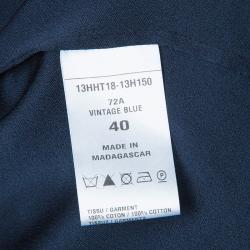 13HHT18-13H150
72A
VINTAGE BLUE
40
MADE IN
MADAGASCAR
TISSU / GARMENT
100% COTON / 100% COTTON